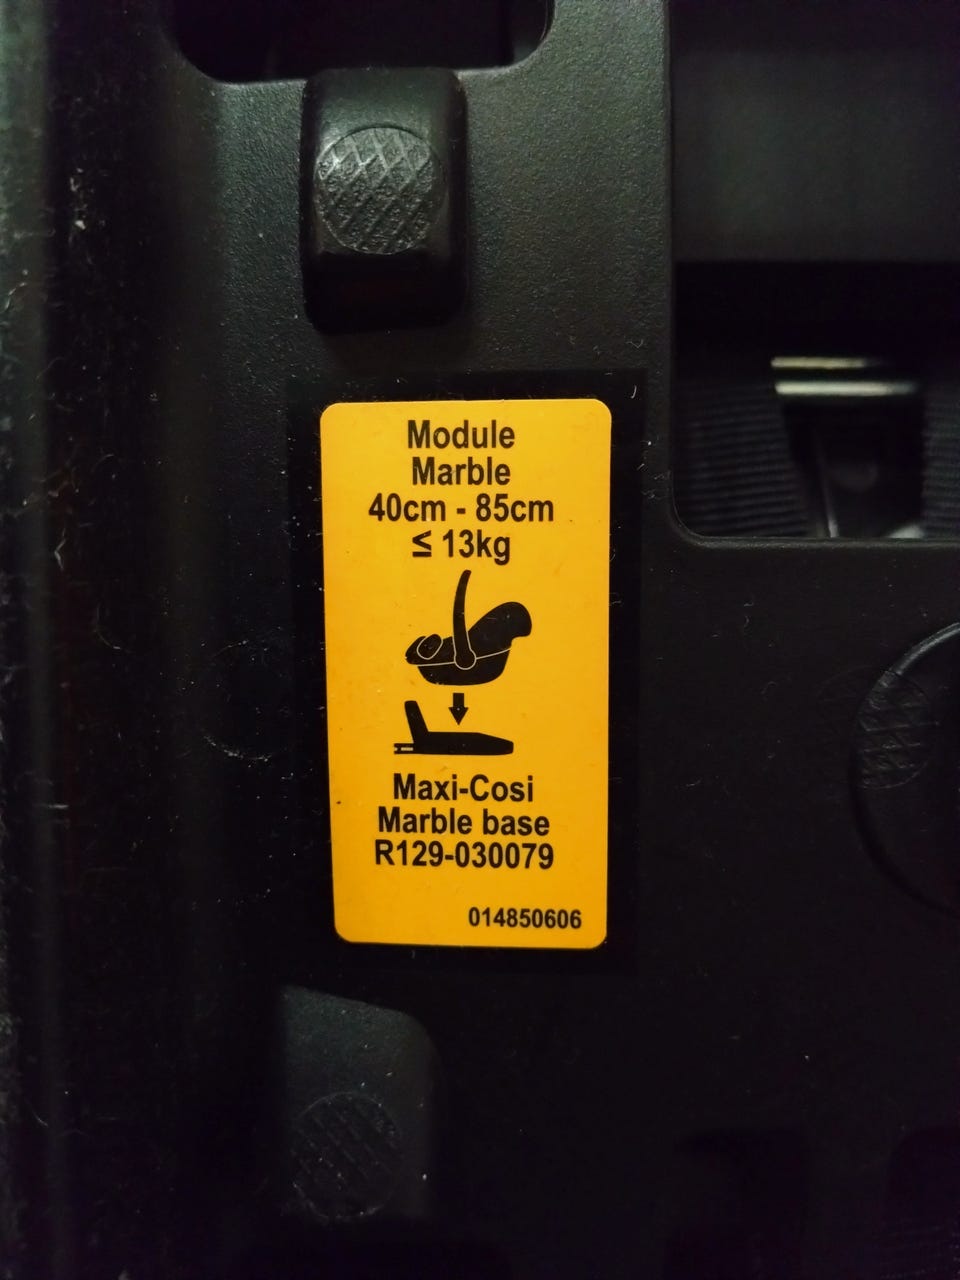 Module
Marble
40cm - 85cm
≤ 13kg
Maxi-Cosi
Marble base
R129-030079
014850606